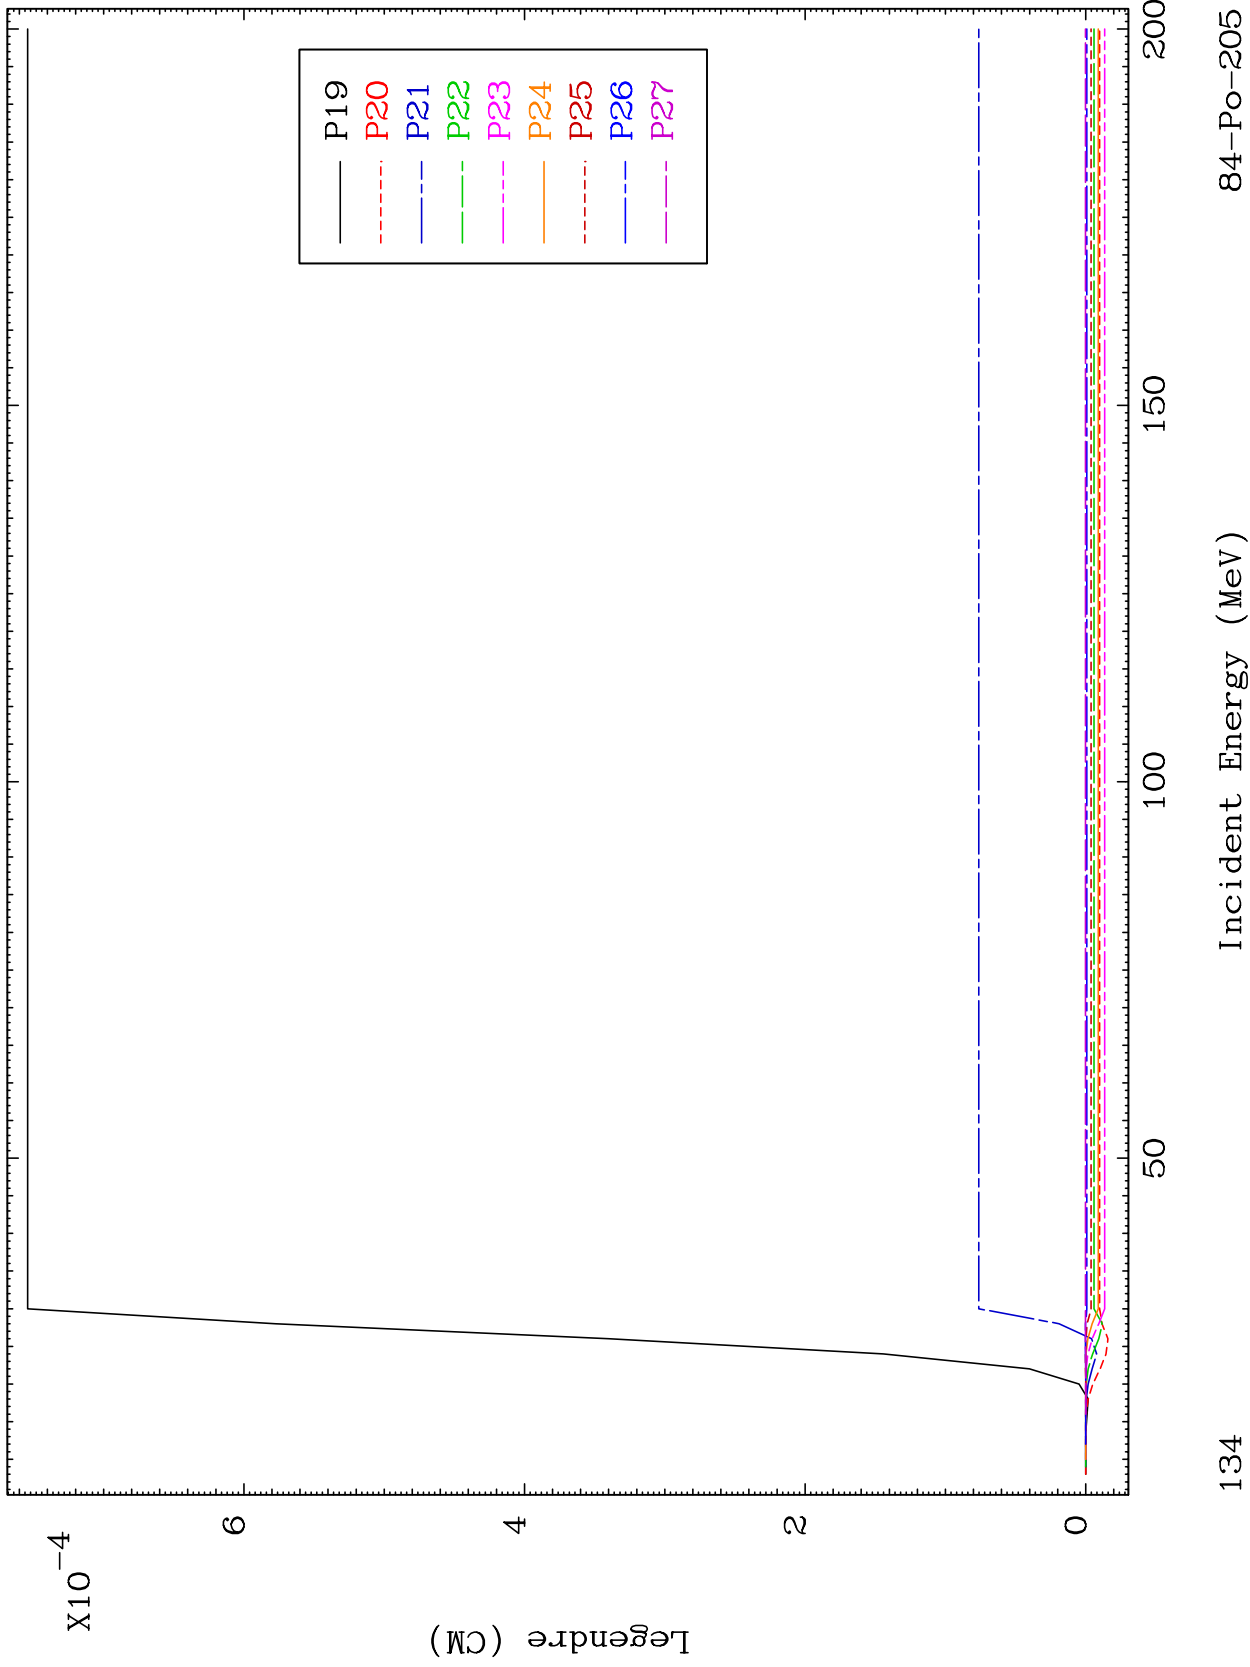 X10⁻⁴
Legendre (CM)
6
4
2
0
P19
P20
P21
P22
P23
P24
P25
P26
P27
50
100
150
200
Incident Energy (MeV)
134
84-Po-205